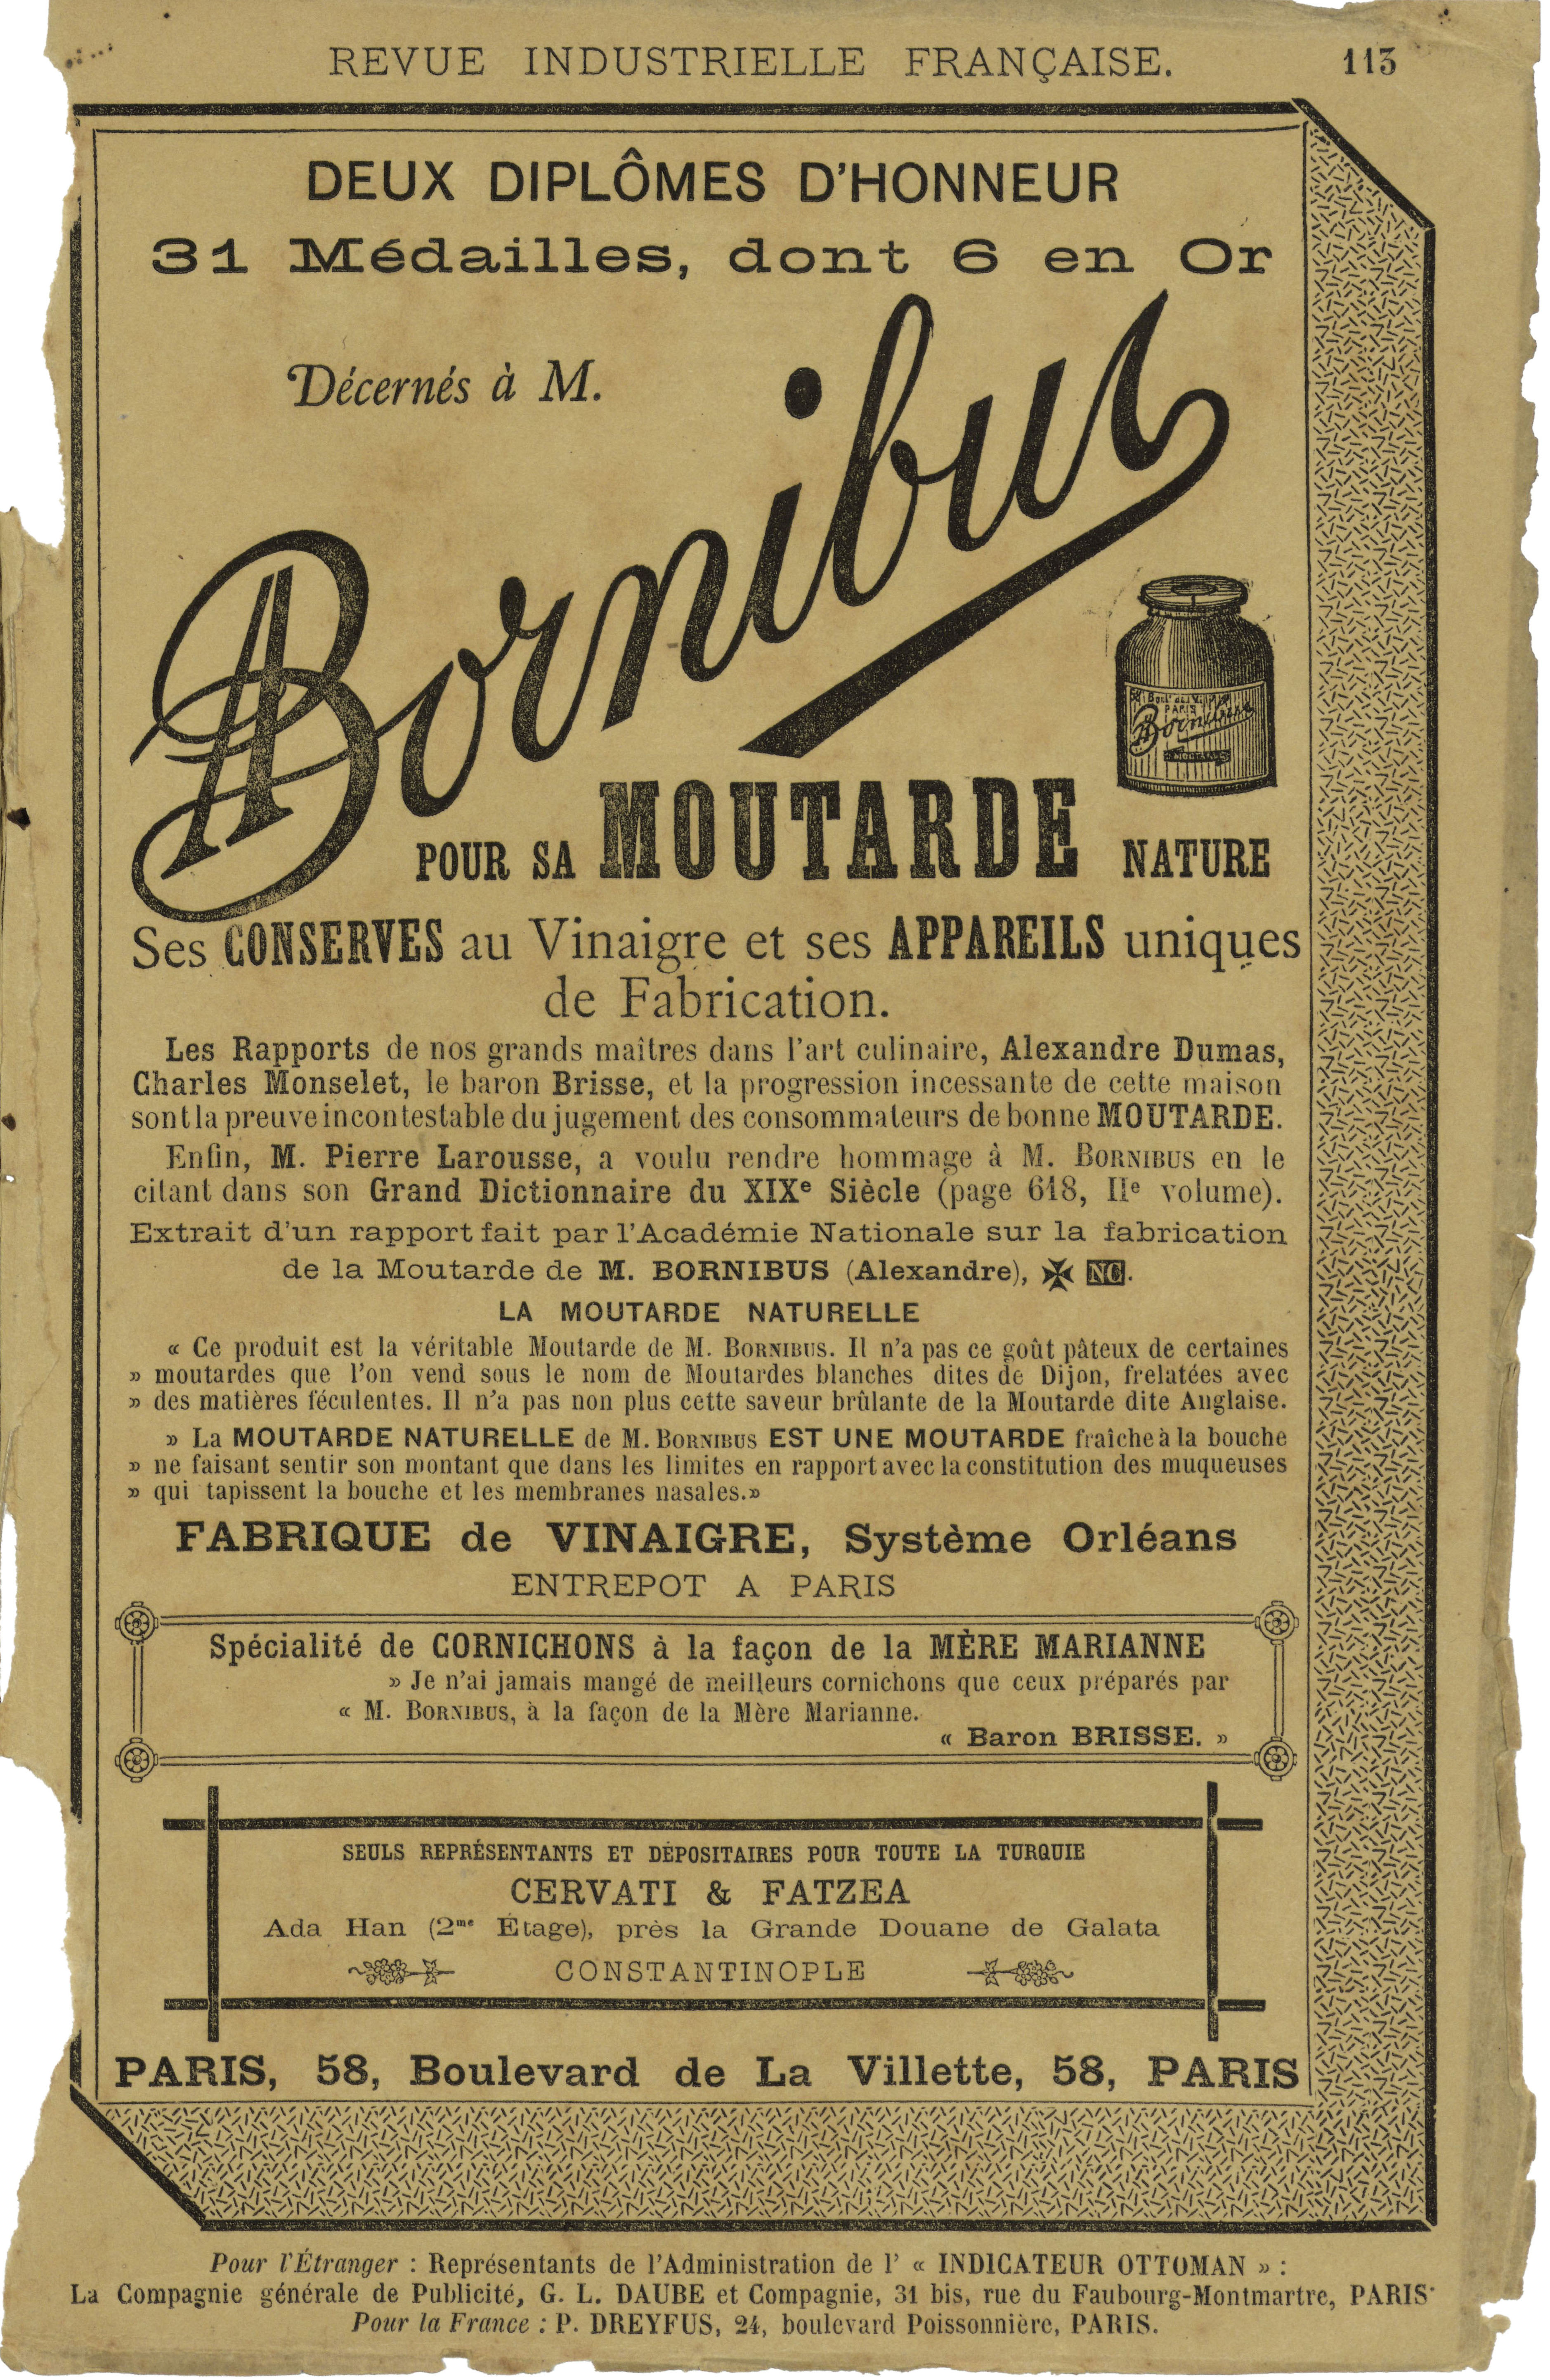 REVUE INDUSTRIELLE FRANÇAISE. 113
DEUX DIPLÔMES D'HONNEUR
31 Médailles, dont 6 en Or
Décernés à M.
A Bornibus
Boul. de la Villette
PARIS
Bornibus
MOUTARDE
POUR SA MOUTARDE NATURE
Ses CONSERVES au Vinaigre et ses APPAREILS uniques
de Fabrication.
Les Rapports de nos grands maîtres dans l'art culinaire, Alexandre Dumas,
Charles Monselet, le baron Brisse, et la progression incessante de cette maison
sont la preuve incontestable du jugement des consommateurs de bonne MOUTARDE.
Enfin, M. Pierre Larousse, a voulu rendre hommage à M. BORNIBUS en le
citant dans son Grand Dictionnaire du XIXe Siècle (page 618, IIe volume).
Extrait d'un rapport fait par l'Académie Nationale sur la fabrication
de la Moutarde de M. BORNIBUS (Alexandre), ✠ NC.
LA MOUTARDE NATURELLE
« Ce produit est la véritable Moutarde de M. BORNIBUS. Il n'a pas ce goût pâteux de certaines
» moutardes que l'on vend sous le nom de Moutardes blanches dites de Dijon, frelatées avec
» des matières féculentes. Il n'a pas non plus cette saveur brûlante de la Moutarde dite Anglaise.
» La MOUTARDE NATURELLE de M. BORNIBUS EST UNE MOUTARDE fraîche à la bouche
» ne faisant sentir son montant que dans les limites en rapport avec la constitution des muqueuses
» qui tapissent la bouche et les membranes nasales.»
FABRIQUE de VINAIGRE, Système Orléans
ENTREPOT A PARIS
Spécialité de CORNICHONS à la façon de la MÈRE MARIANNE
» Je n'ai jamais mangé de meilleurs cornichons que ceux préparés par
« M. BORNIBUS, à la façon de la Mère Marianne.
« Baron BRISSE. »
SEULS REPRÉSENTANTS ET DÉPOSITAIRES POUR TOUTE LA TURQUIE
CERVATI & FATZEA
Ada Han (2me Étage), près la Grande Douane de Galata
CONSTANTINOPLE
PARIS, 58, Boulevard de La Villette, 58, PARIS
Pour l'Étranger : Représentants de l'Administration de l' « INDICATEUR OTTOMAN » :
La Compagnie générale de Publicité, G. L. DAUBE et Compagnie, 31 bis, rue du Faubourg-Montmartre, PARIS.
Pour la France : P. DREYFUS, 24, boulevard Poissonnière, PARIS.